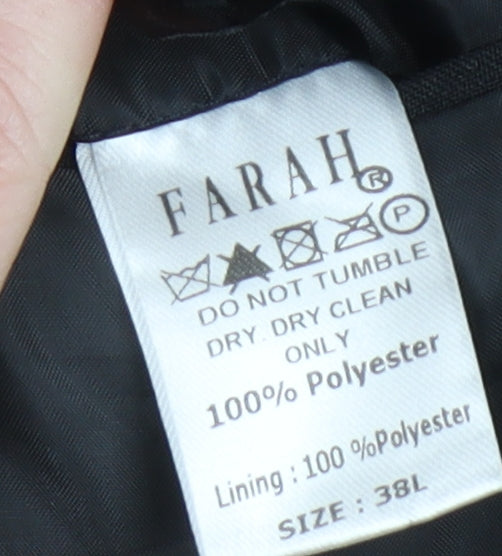 FARAH ®
P
DO NOT TUMBLE
DRY. DRY CLEAN
ONLY
100% Polyester
Lining : 100 %Polyester
SIZE : 38L